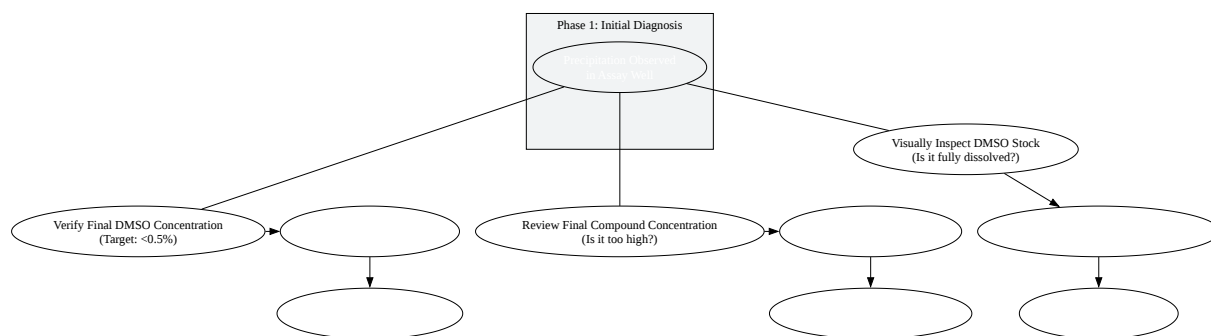 Phase 1: Initial Diagnosis
Precipitation Observed
in Assay Well
Visually Inspect DMSO Stock
(Is it fully dissolved?)
Verify Final DMSO Concentration
(Target: <0.5%)
Review Final Compound Concentration
(Is it too high?)